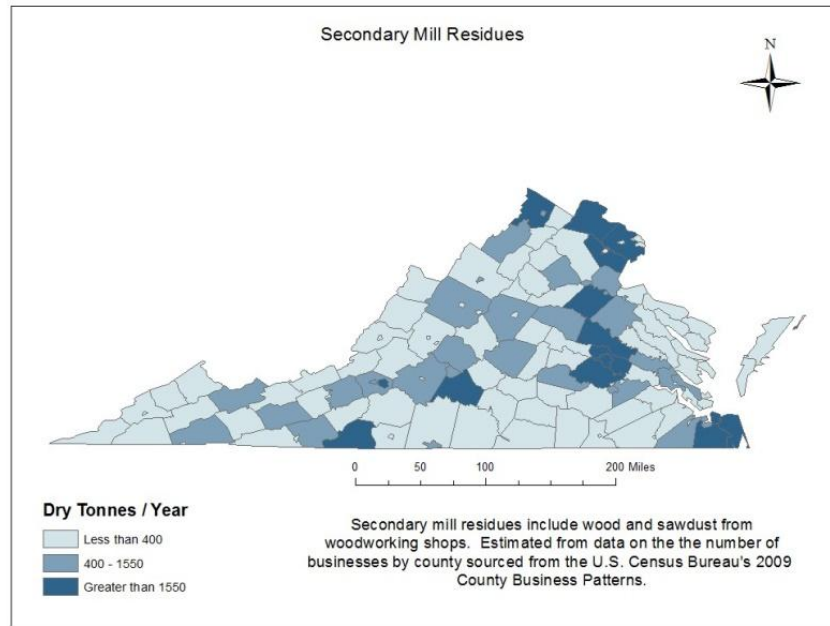 Secondary Mill Residues
N
0 50 100 200 Miles
Dry Tonnes / Year
Less than 400
400 - 1550
Greater than 1550
Secondary mill residues include wood and sawdust from
woodworking shops. Estimated from data on the the number of
businesses by county sourced from the U.S. Census Bureau's 2009
County Business Patterns.